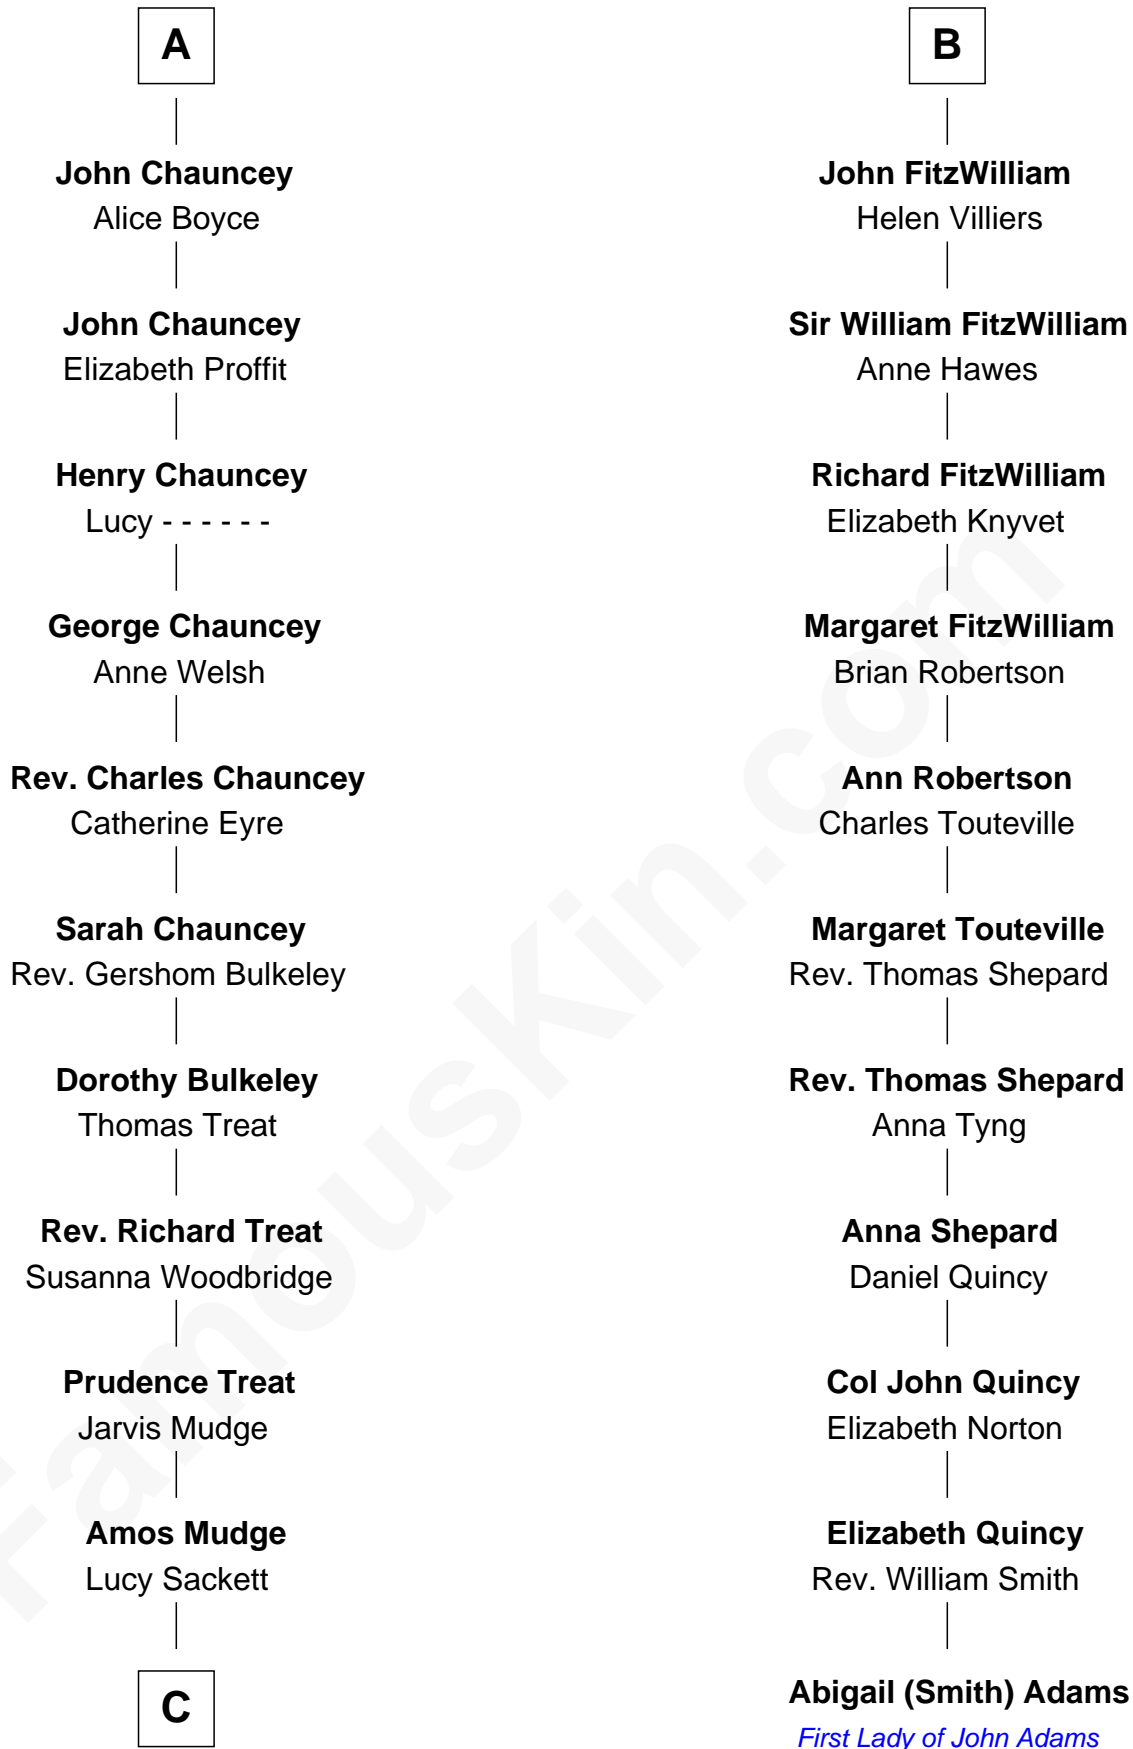 A
John Chauncey
Alice Boyce
John Chauncey
Elizabeth Proffit
Henry Chauncey
Lucy - - - - - -
George Chauncey
Anne Welsh
Rev. Charles Chauncey
Catherine Eyre
Sarah Chauncey
Rev. Gershom Bulkeley
Dorothy Bulkeley
Thomas Treat
Rev. Richard Treat
Susanna Woodbridge
Prudence Treat
Jarvis Mudge
Amos Mudge
Lucy Sackett
C
B
John FitzWilliam
Helen Villiers
Sir William FitzWilliam
Anne Hawes
Richard FitzWilliam
Elizabeth Knyvet
Margaret FitzWilliam
Brian Robertson
Ann Robertson
Charles Touteville
Margaret Touteville
Rev. Thomas Shepard
Rev. Thomas Shepard
Anna Tyng
Anna Shepard
Daniel Quincy
Col John Quincy
Elizabeth Norton
Elizabeth Quincy
Rev. William Smith
Abigail (Smith) Adams
First Lady of John Adams
FamousKin.com